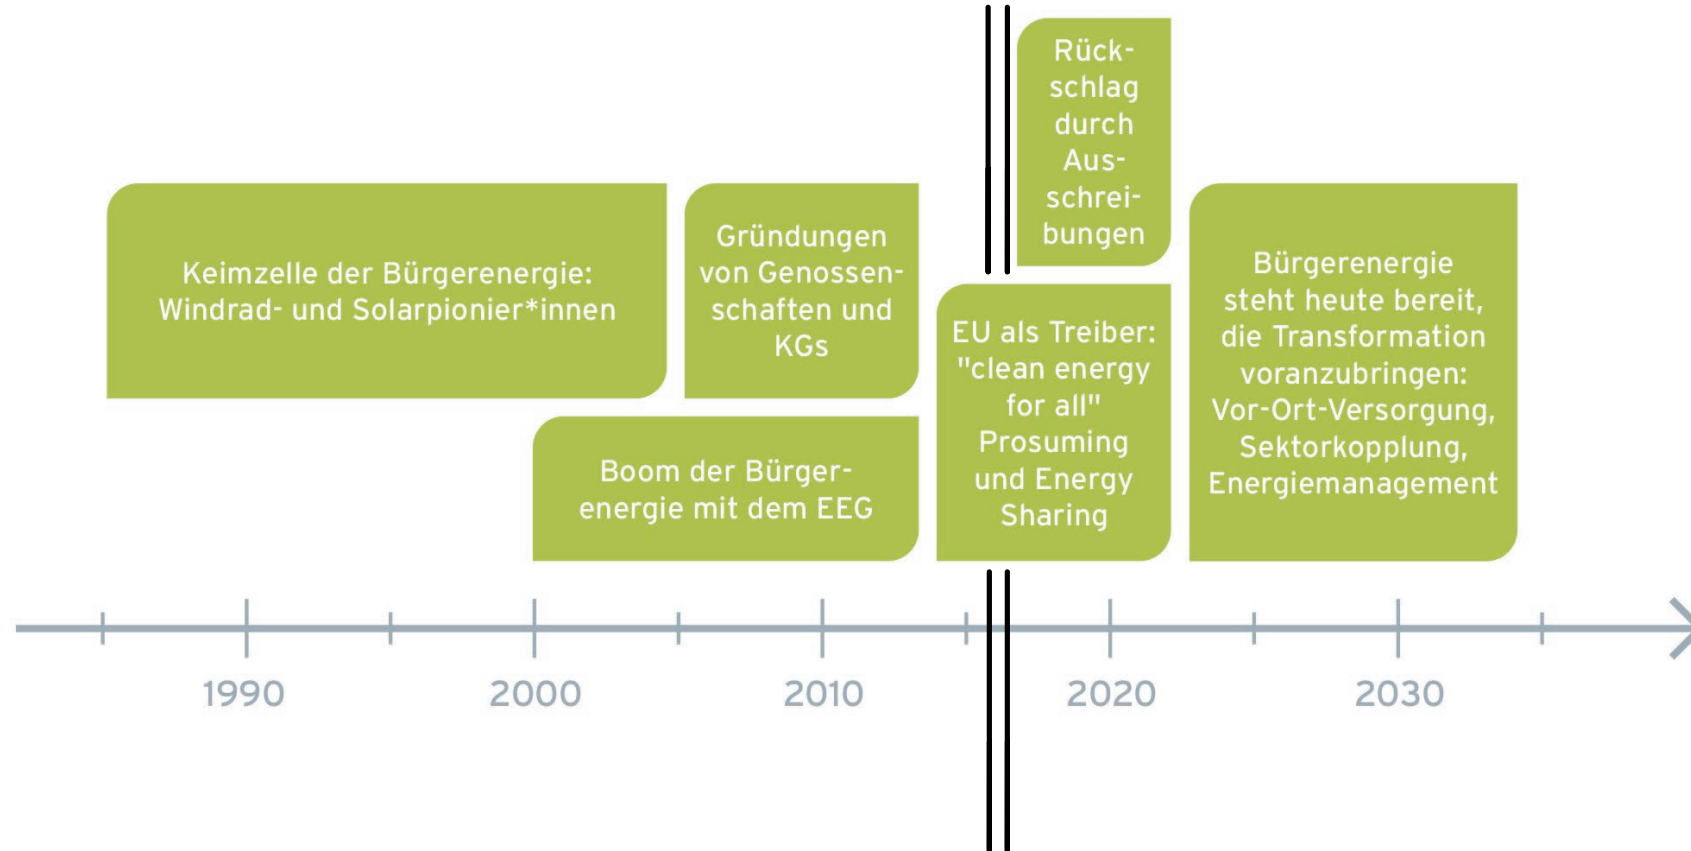 Keimzelle der Bürgerenergie:
Windrad- und Solarpionier*innen
Gründungen
von Genossen-
schaften und
KGs
Boom der Bürger-
energie mit dem EEG
Rück-
schlag
durch
Aus-
schrei-
bungen
EU als Treiber:
"clean energy
for all"
Prosuming
und Energy
Sharing
Bürgerenergie
steht heute bereit,
die Transformation
voranzubringen:
Vor-Ort-Versorgung,
Sektorkopplung,
Energiemanagement
1990
2000
2010
2020
2030